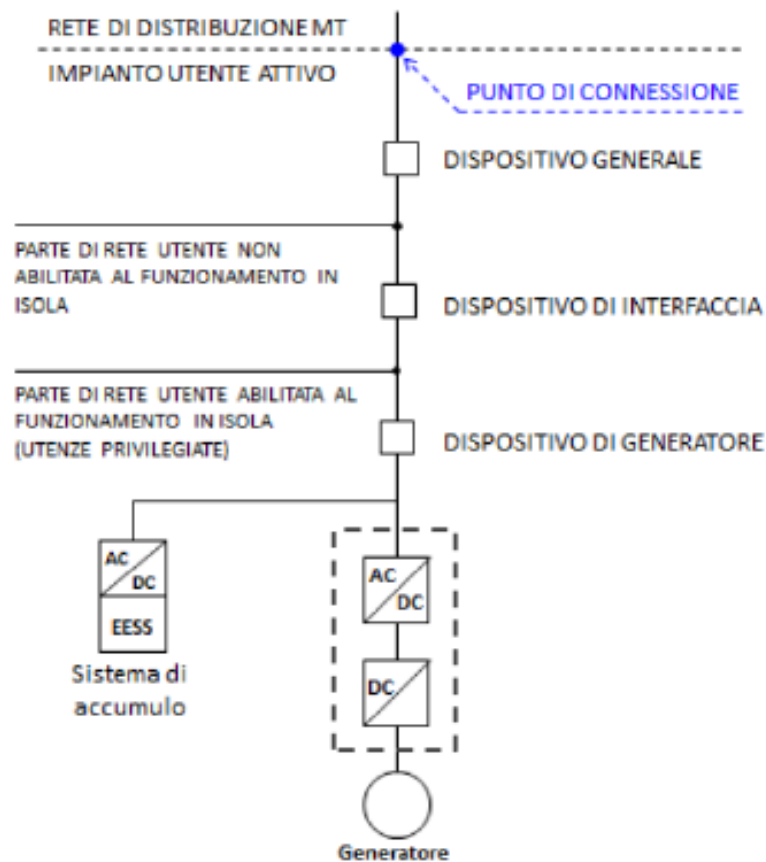 RETE DI DISTRIBUZIONE MT
IMPIANTO UTENTE ATTIVO
PUNTO DI CONNESSIONE
DISPOSITIVO GENERALE
PARTE DI RETE UTENTE NON
ABILITATA AL FUNZIONAMENTO IN
ISOLA
DISPOSITIVO DI INTERFACCIA
PARTE DI RETE UTENTE ABILITATA AL
FUNZIONAMENTO IN ISOLA
(UTENZE PRIVILEGIATE)
DISPOSITIVO DI GENERATORE
AC
DC
EESS
Sistema di
accumulo
AC
DC
DC
Generatore